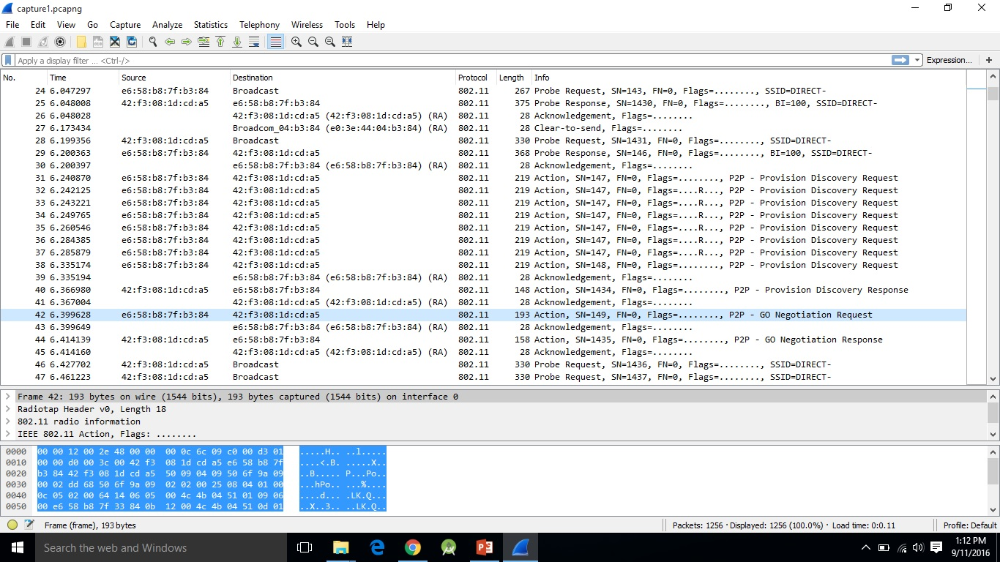 capture1.pcapng
File Edit View Go Capture Analyze Statistics Telephony Wireless Tools Help
Apply a display filter ... <Ctrl-/> Expression... +
No. Time Source Destination Protocol Length Info
24 6.047297 e6:58:b8:7f:b3:84 Broadcast 802.11 267 Probe Request, SN=143, FN=0, Flags=........, SSID=DIRECT-
25 6.048008 42:f3:08:1d:cd:a5 e6:58:b8:7f:b3:84 802.11 375 Probe Response, SN=1430, FN=0, Flags=........, BI=100, SSID=DIRECT-
26 6.048028 42:f3:08:1d:cd:a5 (42:f3:08:1d:cd:a5) (RA) 802.11 28 Acknowledgement, Flags=........
27 6.173434 Broadcom_04:b3:84 (e0:3e:44:04:b3:84) (RA) 802.11 28 Clear-to-send, Flags=........
28 6.199356 42:f3:08:1d:cd:a5 Broadcast 802.11 330 Probe Request, SN=1431, FN=0, Flags=........, SSID=DIRECT-
29 6.200363 e6:58:b8:7f:b3:84 42:f3:08:1d:cd:a5 802.11 368 Probe Response, SN=146, FN=0, Flags=........, BI=100, SSID=DIRECT-
30 6.200397 e6:58:b8:7f:b3:84 (e6:58:b8:7f:b3:84) (RA) 802.11 28 Acknowledgement, Flags=........
31 6.240870 e6:58:b8:7f:b3:84 42:f3:08:1d:cd:a5 802.11 219 Action, SN=147, FN=0, Flags=........, P2P - Provision Discovery Request
32 6.242125 e6:58:b8:7f:b3:84 42:f3:08:1d:cd:a5 802.11 219 Action, SN=147, FN=0, Flags=....R..., P2P - Provision Discovery Request
33 6.243221 e6:58:b8:7f:b3:84 42:f3:08:1d:cd:a5 802.11 219 Action, SN=147, FN=0, Flags=....R..., P2P - Provision Discovery Request
34 6.249765 e6:58:b8:7f:b3:84 42:f3:08:1d:cd:a5 802.11 219 Action, SN=147, FN=0, Flags=....R..., P2P - Provision Discovery Request
35 6.260546 e6:58:b8:7f:b3:84 42:f3:08:1d:cd:a5 802.11 219 Action, SN=147, FN=0, Flags=....R..., P2P - Provision Discovery Request
36 6.284385 e6:58:b8:7f:b3:84 42:f3:08:1d:cd:a5 802.11 219 Action, SN=147, FN=0, Flags=....R..., P2P - Provision Discovery Request
37 6.285879 e6:58:b8:7f:b3:84 42:f3:08:1d:cd:a5 802.11 219 Action, SN=147, FN=0, Flags=....R..., P2P - Provision Discovery Request
38 6.335174 e6:58:b8:7f:b3:84 42:f3:08:1d:cd:a5 802.11 219 Action, SN=148, FN=0, Flags=........, P2P - Provision Discovery Request
39 6.335194 e6:58:b8:7f:b3:84 (e6:58:b8:7f:b3:84) (RA) 802.11 28 Acknowledgement, Flags=........
40 6.366980 42:f3:08:1d:cd:a5 e6:58:b8:7f:b3:84 802.11 148 Action, SN=1434, FN=0, Flags=........, P2P - Provision Discovery Response
41 6.367004 42:f3:08:1d:cd:a5 (42:f3:08:1d:cd:a5) (RA) 802.11 28 Acknowledgement, Flags=........
42 6.399628 e6:58:b8:7f:b3:84 42:f3:08:1d:cd:a5 802.11 193 Action, SN=149, FN=0, Flags=........, P2P - GO Negotiation Request
43 6.399649 e6:58:b8:7f:b3:84 (e6:58:b8:7f:b3:84) (RA) 802.11 28 Acknowledgement, Flags=........
44 6.414139 42:f3:08:1d:cd:a5 e6:58:b8:7f:b3:84 802.11 158 Action, SN=1435, FN=0, Flags=........, P2P - GO Negotiation Response
45 6.414160 42:f3:08:1d:cd:a5 (42:f3:08:1d:cd:a5) (RA) 802.11 28 Acknowledgement, Flags=........
46 6.427702 42:f3:08:1d:cd:a5 Broadcast 802.11 330 Probe Request, SN=1436, FN=0, Flags=........, SSID=DIRECT-
47 6.461223 42:f3:08:1d:cd:a5 Broadcast 802.11 330 Probe Request, SN=1437, FN=0, Flags=........, SSID=DIRECT-
Frame 42: 193 bytes on wire (1544 bits), 193 bytes captured (1544 bits) on interface 0
Radiotap Header v0, Length 18
802.11 radio information
IEEE 802.11 Action, Flags: ........
0000 00 00 12 00 2e 48 00 00 00 0c 6c 09 c0 00 d3 01 .....H.. ..l.....
0010 00 00 d0 00 3c 00 42 f3 08 1d cd a5 e6 58 b8 7f ....<.B. .....X..
0020 b3 84 42 f3 08 1d cd a5 50 09 04 09 50 6f 9a 09 ..B..... P...Po..
0030 00 02 dd 68 50 6f 9a 09 02 02 00 25 08 04 01 00 ...hPo.. ...%....
0040 0c 05 02 00 64 14 06 05 00 4c 4b 04 51 01 09 06 ....d... .LK.Q...
0050 00 e6 58 b8 7f 33 84 0b 12 00 4c 4b 04 51 0d 01 ..X..3.. ..LK.Q..
Frame (frame), 193 bytes Packets: 1256 · Displayed: 1256 (100.0%) · Load time: 0:0.11 Profile: Default
Search the web and Windows
1:12 PM
9/11/2016